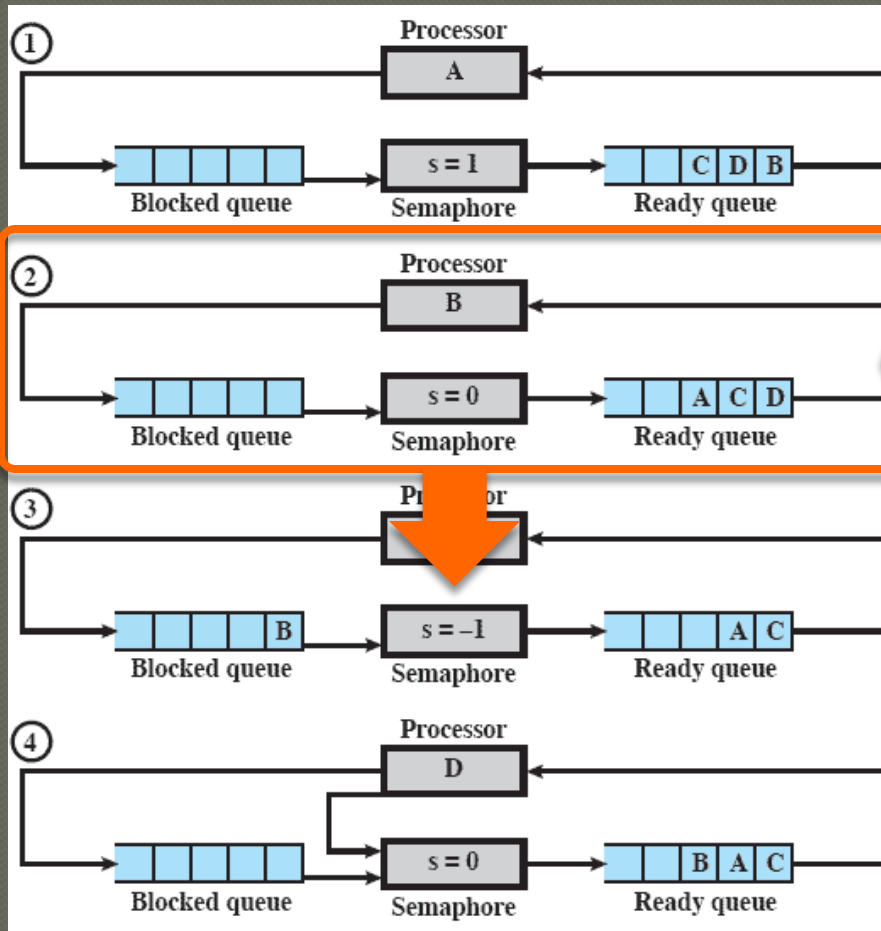 1
Processor
A
s = 1
C D B
Blocked queue
Semaphore
Ready queue
2
Processor
B
s = 0
A C D
Blocked queue
Semaphore
Ready queue
3
s = –1
B
A C
Blocked queue
Semaphore
Ready queue
4
Processor
D
s = 0
B A C
Blocked queue
Semaphore
Ready queue